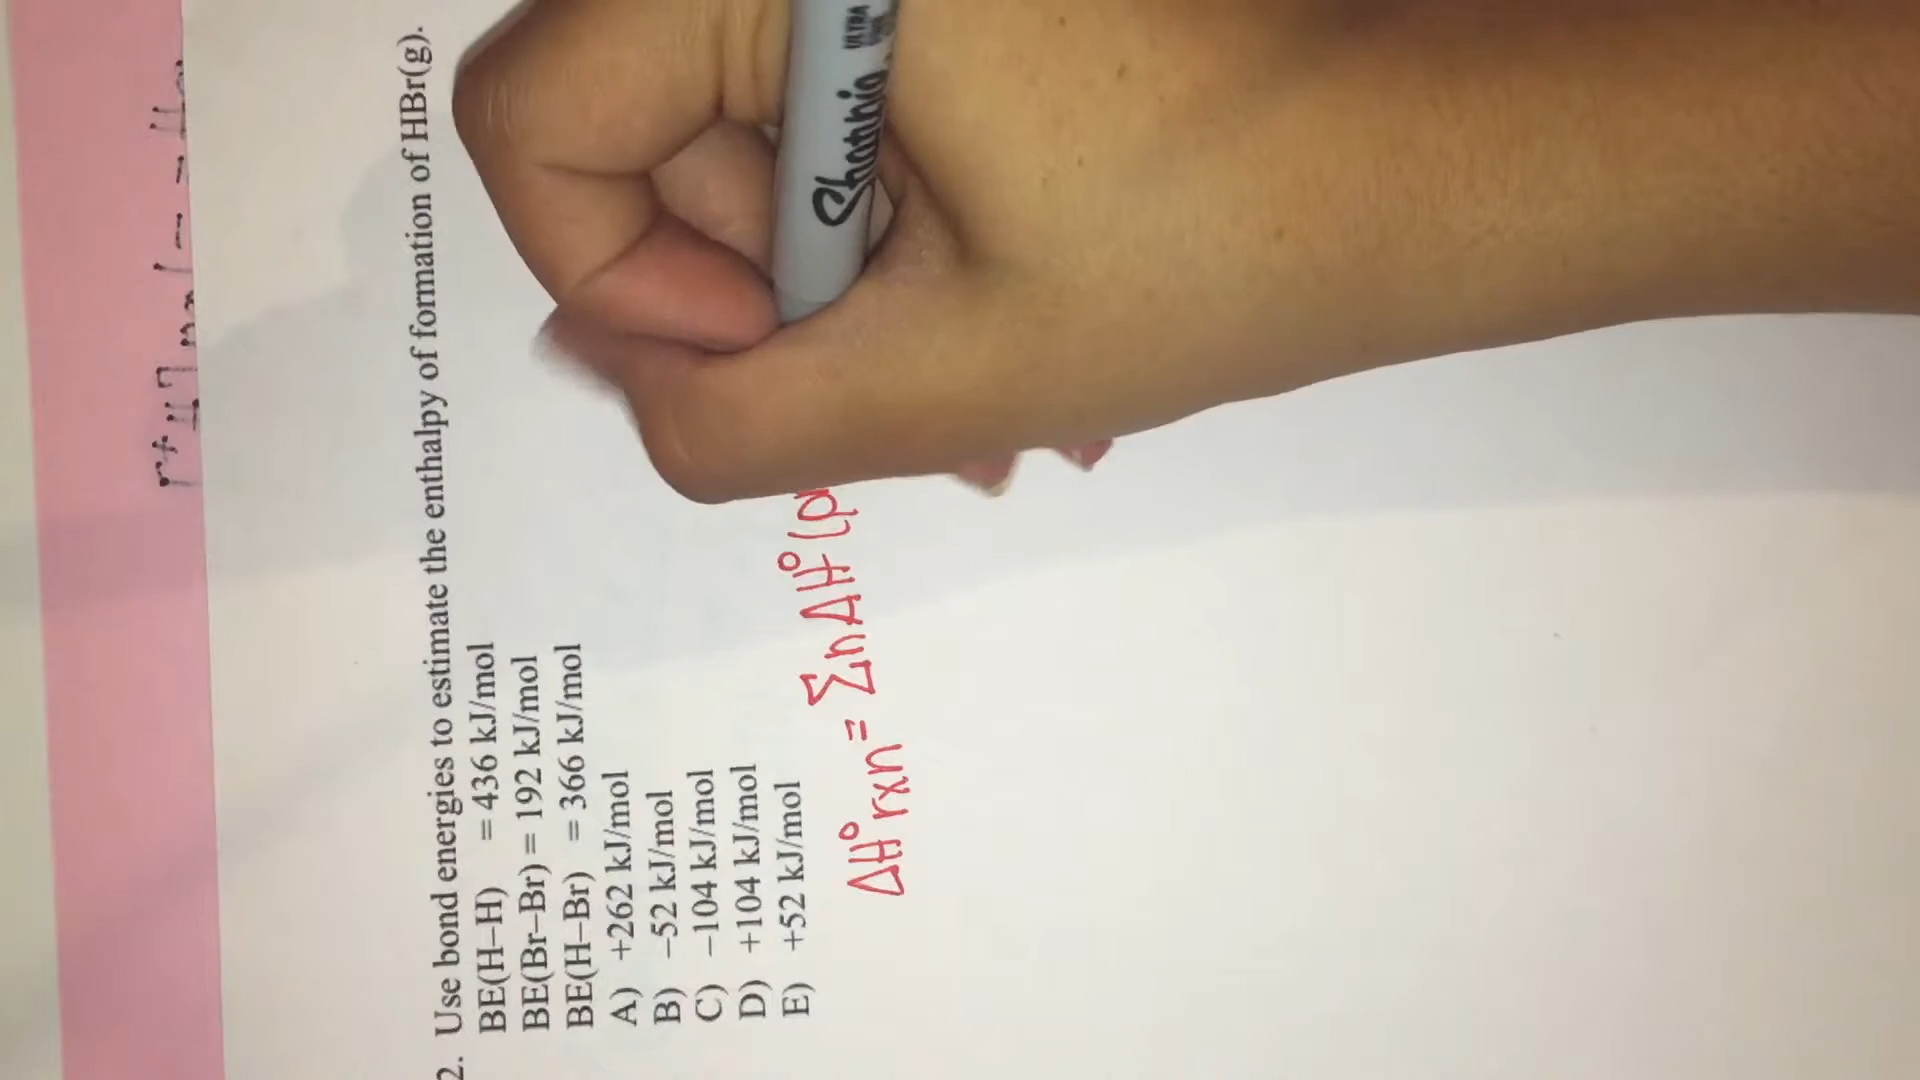 2. Use bond energies to estimate the enthalpy of formation of HBr(g).
BE(H–H) = 436 kJ/mol
BE(Br–Br) = 192 kJ/mol
BE(H–Br) = 366 kJ/mol
A) +262 kJ/mol
B) –52 kJ/mol
C) –104 kJ/mol
D) +104 kJ/mol
E) +52 kJ/mol
ΔH°rxn = ΣnΔH°(p
Sharpie
ULTRA